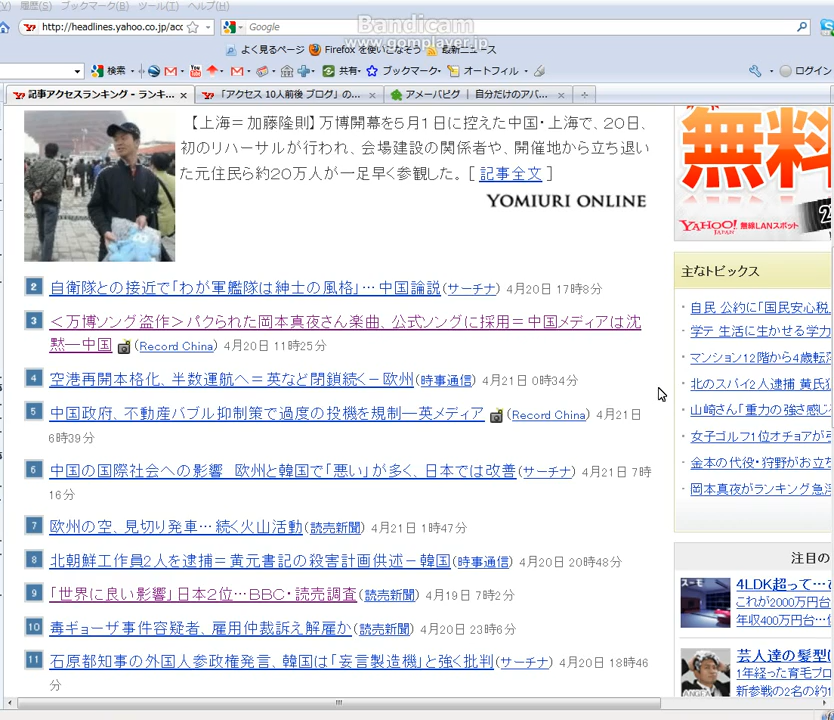 履歴(S) ブックマーク(B) ツール(T) ヘルプ(H)
Bandicam
www.gomplayer.jp
http://headlines.yahoo.co.jp/acc
Google
よく見るページ Firefox を使いこなそう 最新ニュース
検索 共有 ブックマーク オートフィル ログイン
記事アクセスランキング - ランキ...
「アクセス 10人前後 ブログ」の...
アメーバピグ | 自分だけのアバ...
【上海=加藤隆則】万博開幕を5月1日に控えた中国・上海で、20日、
初のリハーサルが行われ、会場建設の関係者や、開催地から立ち退い
た元住民ら約20万人が一足早く参観した。[ 記事全文 ]
YOMIURI ONLINE
2 自衛隊との接近で「わが軍艦隊は紳士の風格」…中国論説(サーチナ) 4月20日 17時8分
3 <万博ソング盗作>パクられた岡本真夜さん楽曲、公式ソングに採用=中国メディアは沈
黙―中国 (Record China) 4月20日 11時25分
4 空港再開本格化、半数運航へ=英など閉鎖続く-欧州(時事通信) 4月21日 0時34分
5 中国政府、不動産バブル抑制策で過度の投機を規制―英メディア (Record China) 4月21日
6時39分
6 中国の国際社会への影響 欧州と韓国で「悪い」が多く、日本では改善(サーチナ) 4月21日 7時
16分
7 欧州の空、見切り発車…続く火山活動(読売新聞) 4月21日 1時47分
8 北朝鮮工作員2人を逮捕=黄元書記の殺害計画供述-韓国(時事通信) 4月20日 20時48分
9 「世界に良い影響」日本2位…BBC・読売調査(読売新聞) 4月19日 7時2分
10 毒ギョーザ事件容疑者、雇用仲裁訴え解雇か(読売新聞) 4月20日 23時6分
11 石原都知事の外国人参政権発言、韓国は「妄言製造機」と強く批判(サーチナ) 4月20日 18時46
分
無料
YAHOO! JAPAN 無線LANスポット
主なトピックス
自民 公約に「国民安心税
学テ 生活に生かせる学力
マンション12階から4歳転
北のスパイ2人逮捕 黄氏
山崎さん「重力の強さ感じ
女子ゴルフ1位オチョアが
金本の代役・狩野がお立
岡本真夜がランキング急
注目の
スーモ
4LDK超って…
これが2000万円台
年収400万円台…
芸人達の髪型
1年経った育毛プロ
新参戦の2名の約1
ANGFA